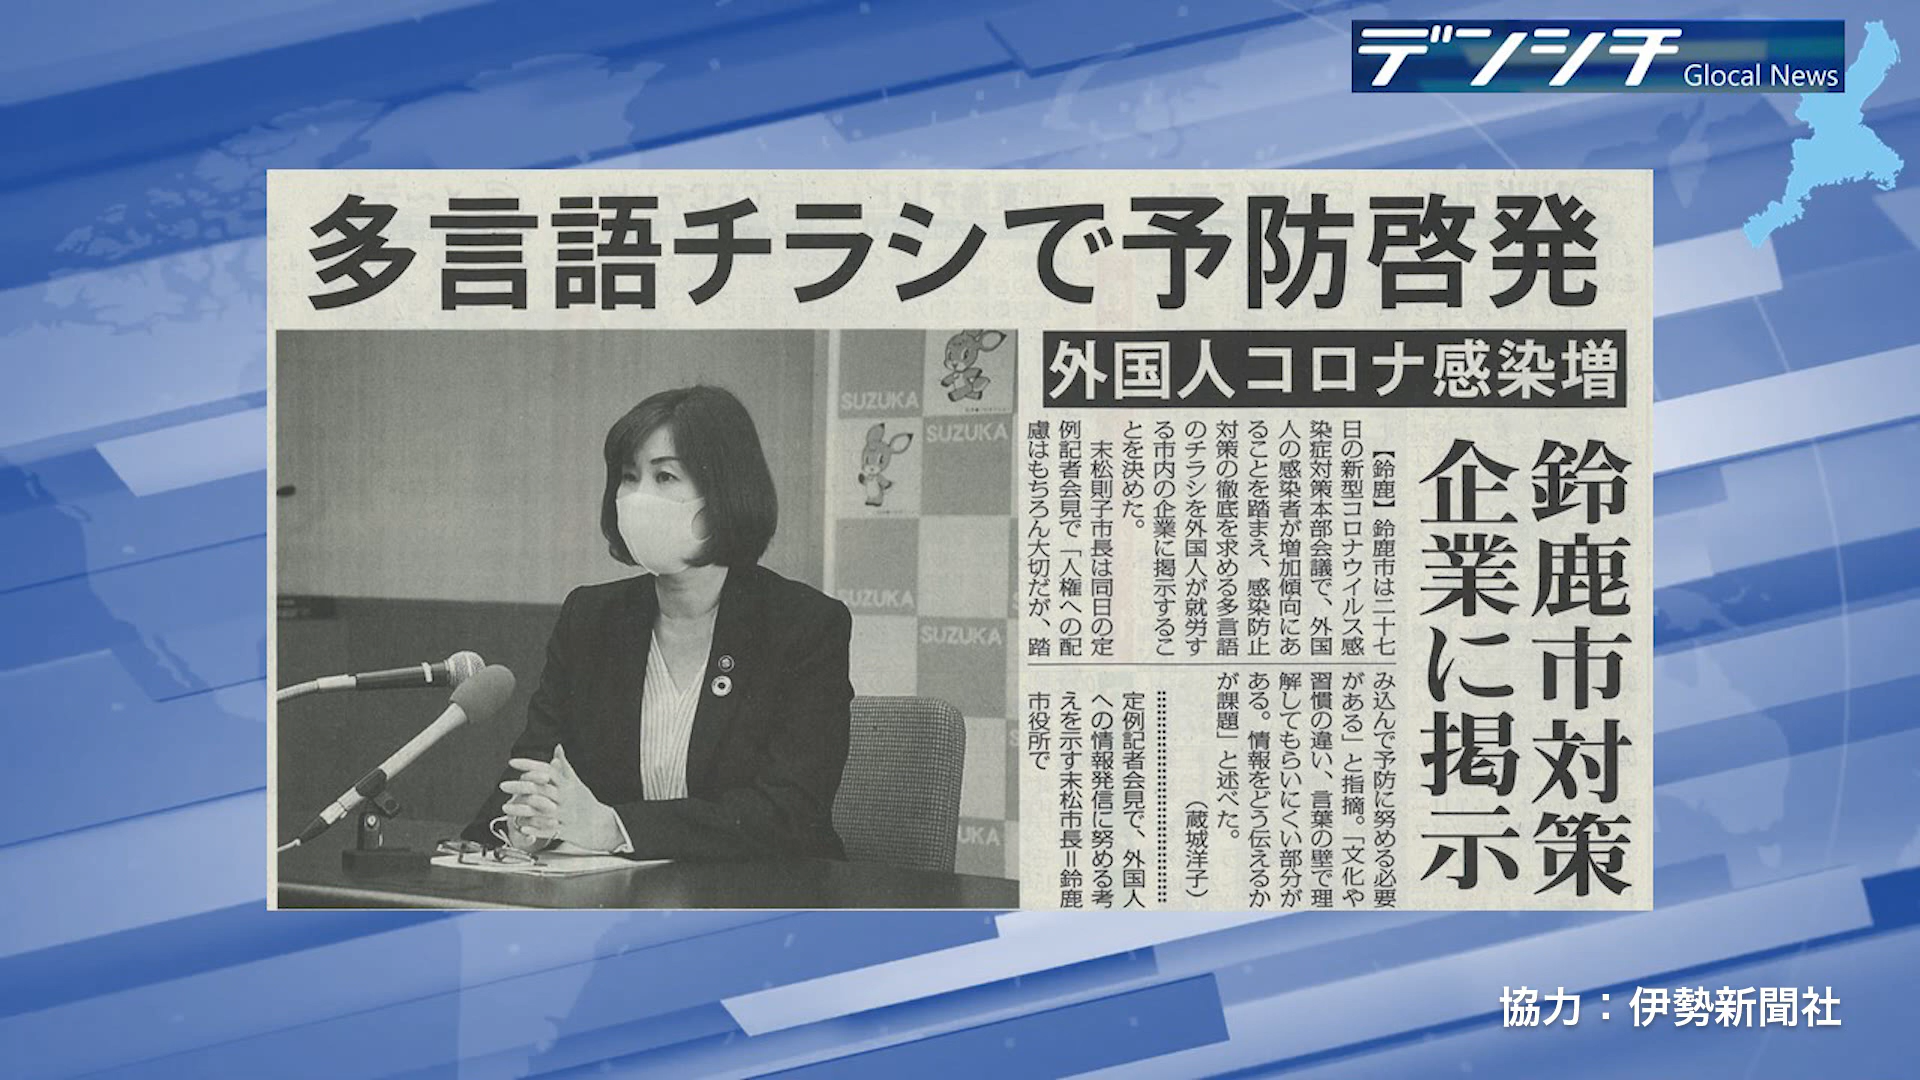 デンシチ
Glocal News
多言語チラシで予防啓発
外国人コロナ感染増
鈴鹿市対策
企業に掲示
【鈴鹿】鈴鹿市は二十七
日の新型コロナウイルス感
染症対策本部会議で、外国
人の感染者が増加傾向にあ
ることを踏まえ、感染防止
対策の徹底を求める多言語
のチラシを外国人が就労す
る市内の企業に掲示するこ
とを決めた。
末松則子市長は同日の定
例記者会見で「人権への配
慮はもちろん大切だが、踏
み込んで予防に努める必要
がある」と指摘。「文化や
習慣の違い、言葉の壁で理
解してもらいにくい部分が
ある。情報をどう伝えるか
が課題」と述べた。
（蔵城洋子）
定例記者会見で、外国人
への情報発信に努める考
えを示す末松市長＝鈴鹿
市役所で
SUZUKA
SUZUKA
SUZUKA
SUZUKA
協力：伊勢新聞社